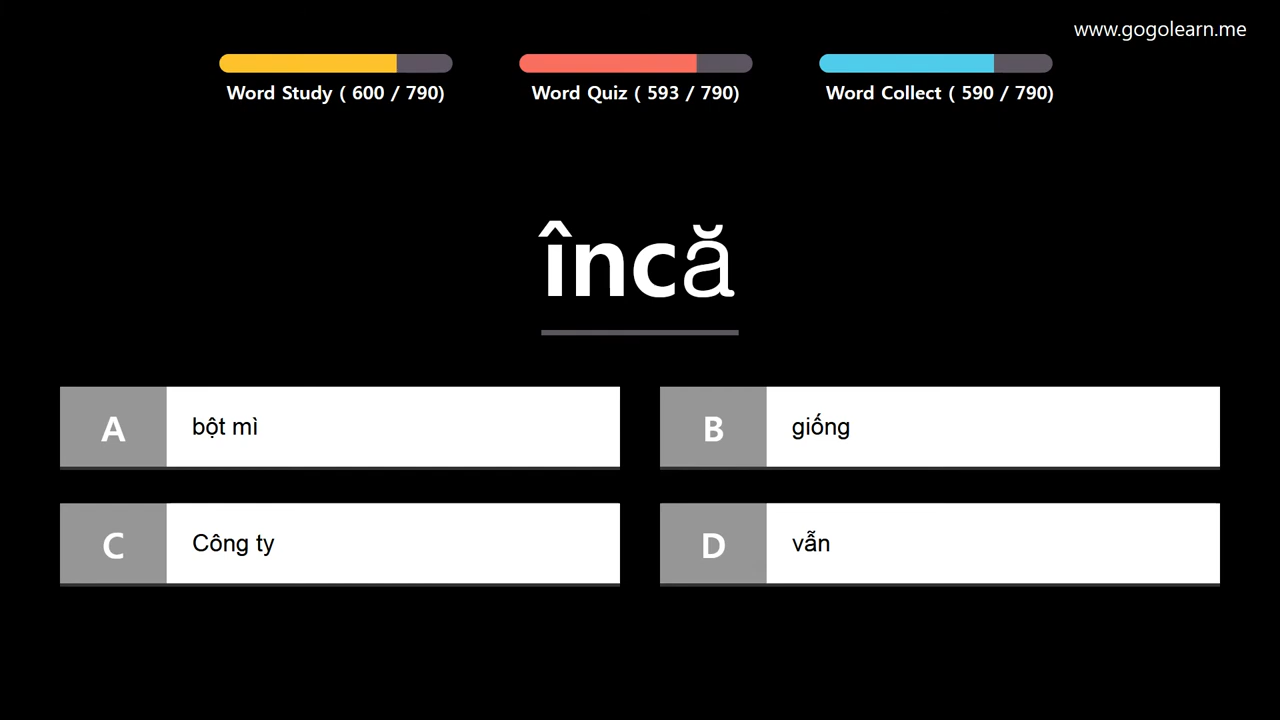 www.gogolearn.me
Word Study ( 600 / 790)
Word Quiz ( 593 / 790)
Word Collect ( 590 / 790)
încă
A bột mì
B giống
C Công ty
D vẫn